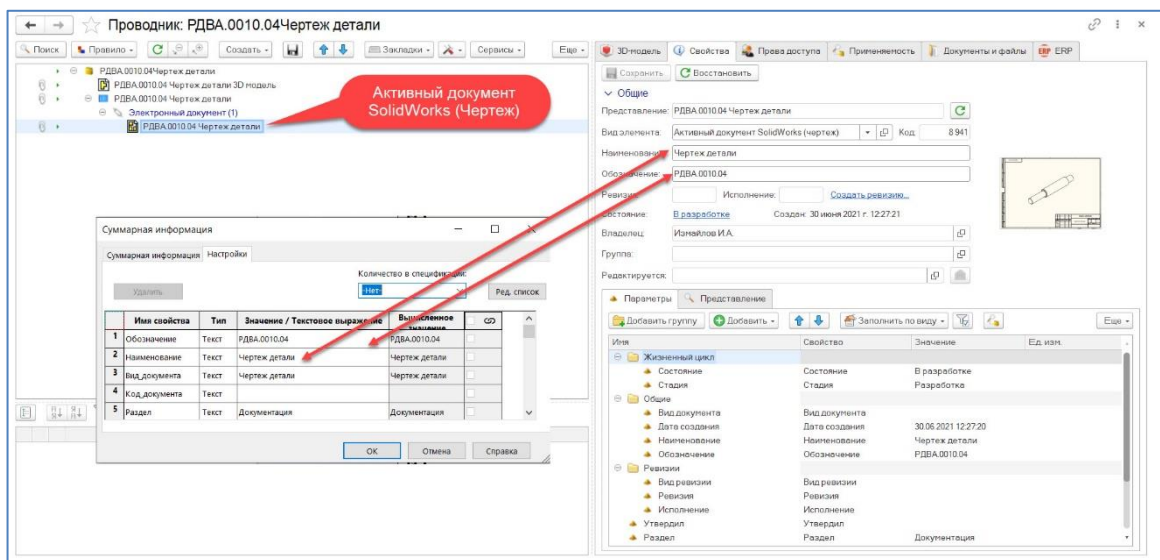 Проводник: РДВА.0010.04Чертеж детали
Поиск Правило Создать Закладки Сервисы Еще
РДВА.0010.04Чертеж детали
РДВА.0010.04 Чертеж детали 3D модель
РДВА.0010.04 Чертеж детали
Электронный документ (1)
РДВА.0010.04 Чертеж детали
Активный документ
SolidWorks (Чертеж)
Суммарная информация
Суммарная информация Настройки
Количество в спецификации:
Удалить -Нет- Ред. список
Имя свойства Тип Значение / Текстовое выражение Вычисленное значение
1 Обозначение Текст РДВА.0010.04 РДВА.0010.04
2 Наименование Текст Чертеж детали Чертеж детали
3 Вид_документа Текст Чертеж детали Чертеж детали
4 Код_документа Текст
5 Раздел Текст Документация Документация
ОК Отмена Справка
3D-модель Свойства Права доступа Применяемость Документы и файлы ERP ERP
Сохранить Восстановить
Общие
Представление: РДВА.0010.04 Чертеж детали
Вид элемента: Активный документ SolidWorks (чертеж) Код: 8 941
Наименование: Чертеж детали
Обозначение: РДВА.0010.04
Ревизия: Исполнение: Создать ревизию...
Состояние: В разработке Создан: 30 июня 2021 г. 12:27:21
Владелец: Измайлов И.А.
Группа:
Редактируется:
Параметры Представление
Добавить группу Добавить Заполнить по виду Еще
Имя Свойство Значение Ед. изм.
Жизненный цикл
Состояние Состояние В разработке
Стадия Стадия Разработка
Общие
Вид документа Вид документа
Дата создания Дата создания 30.06.2021 12:27:20
Наименование Наименование Чертеж детали
Обозначение Обозначение РДВА.0010.04
Ревизии
Вид ревизии Вид ревизии
Ревизия Ревизия
Исполнение Исполнение
Утвердил Утвердил
Раздел Раздел Документация